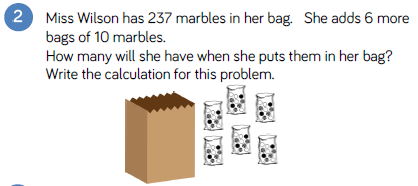 2 Miss Wilson has 237 marbles in her bag. She adds 6 more
bags of 10 marbles.
How many will she have when she puts them in her bag?
Write the calculation for this problem.